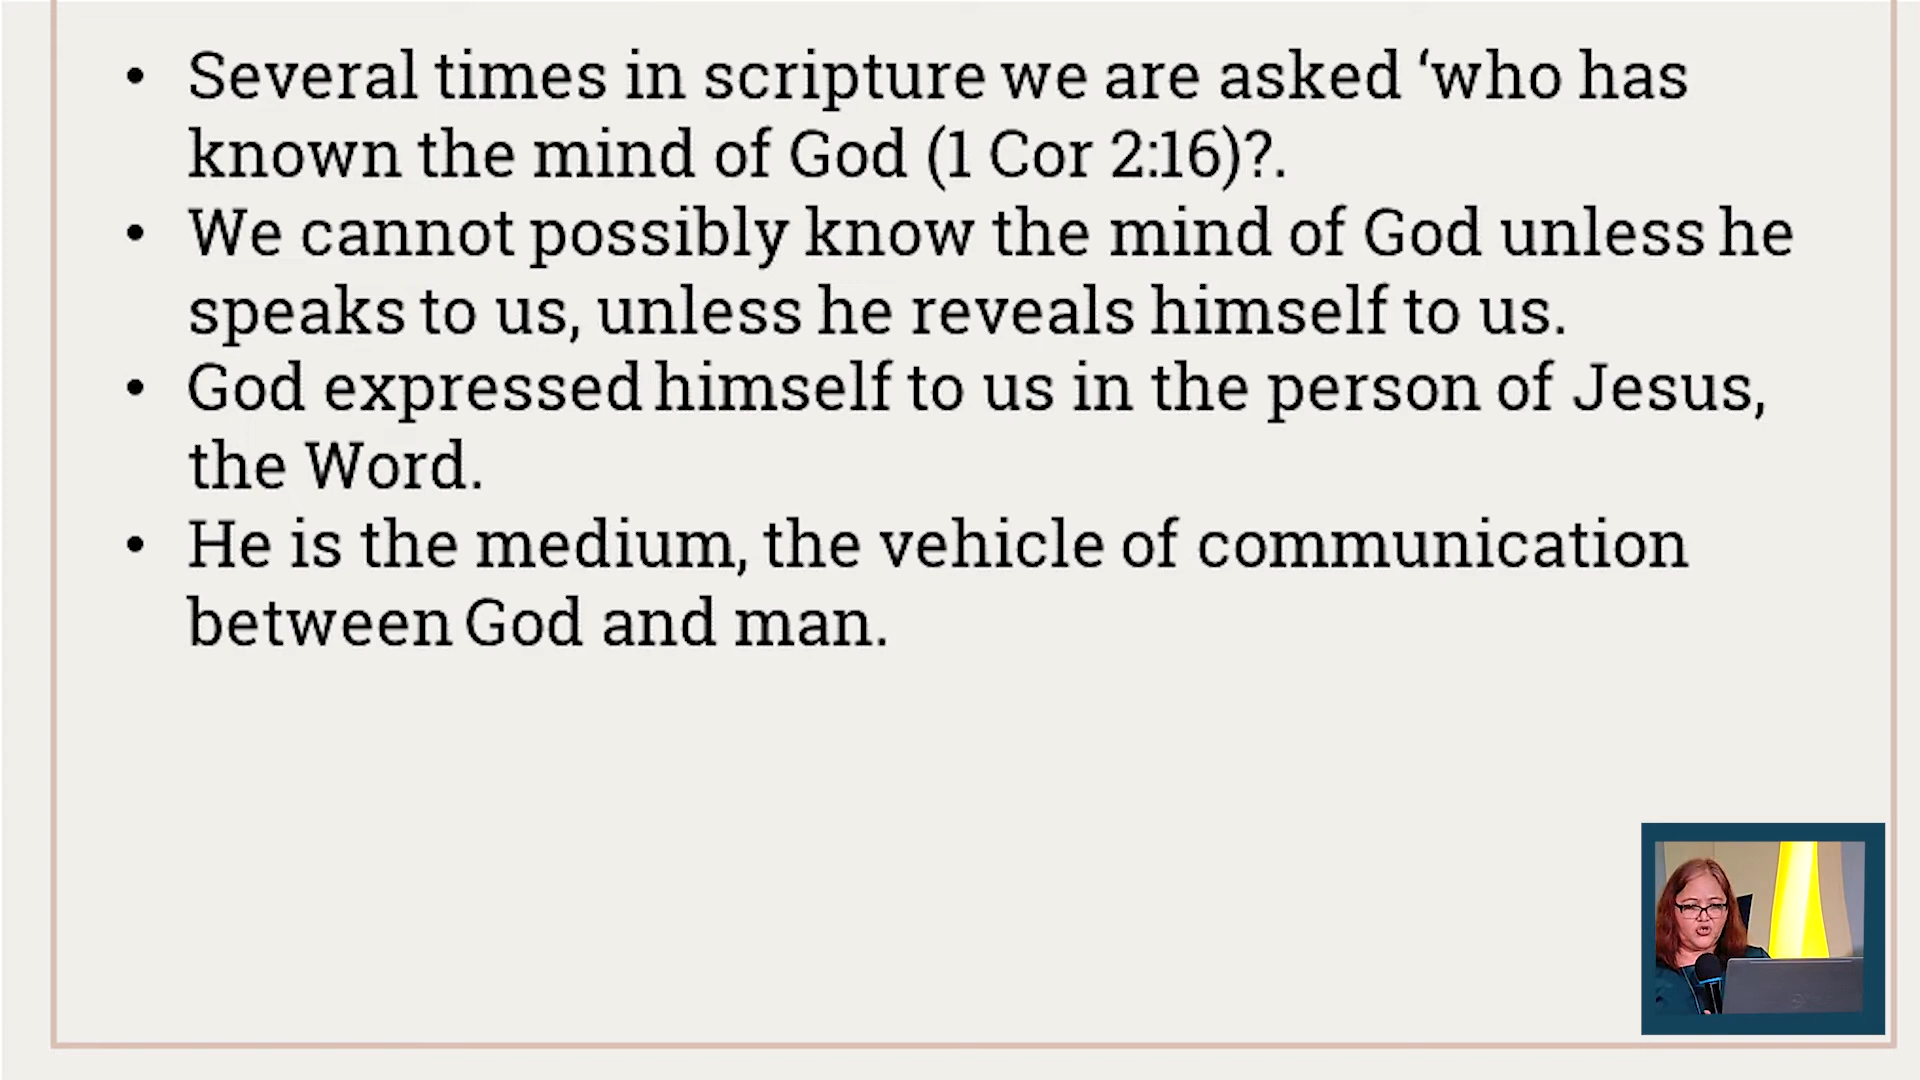 • Several times in scripture we are asked ‘who has
known the mind of God (1 Cor 2:16)?.
• We cannot possibly know the mind of God unless he
speaks to us, unless he reveals himself to us.
• God expressed himself to us in the person of Jesus,
the Word.
• He is the medium, the vehicle of communication
between God and man.